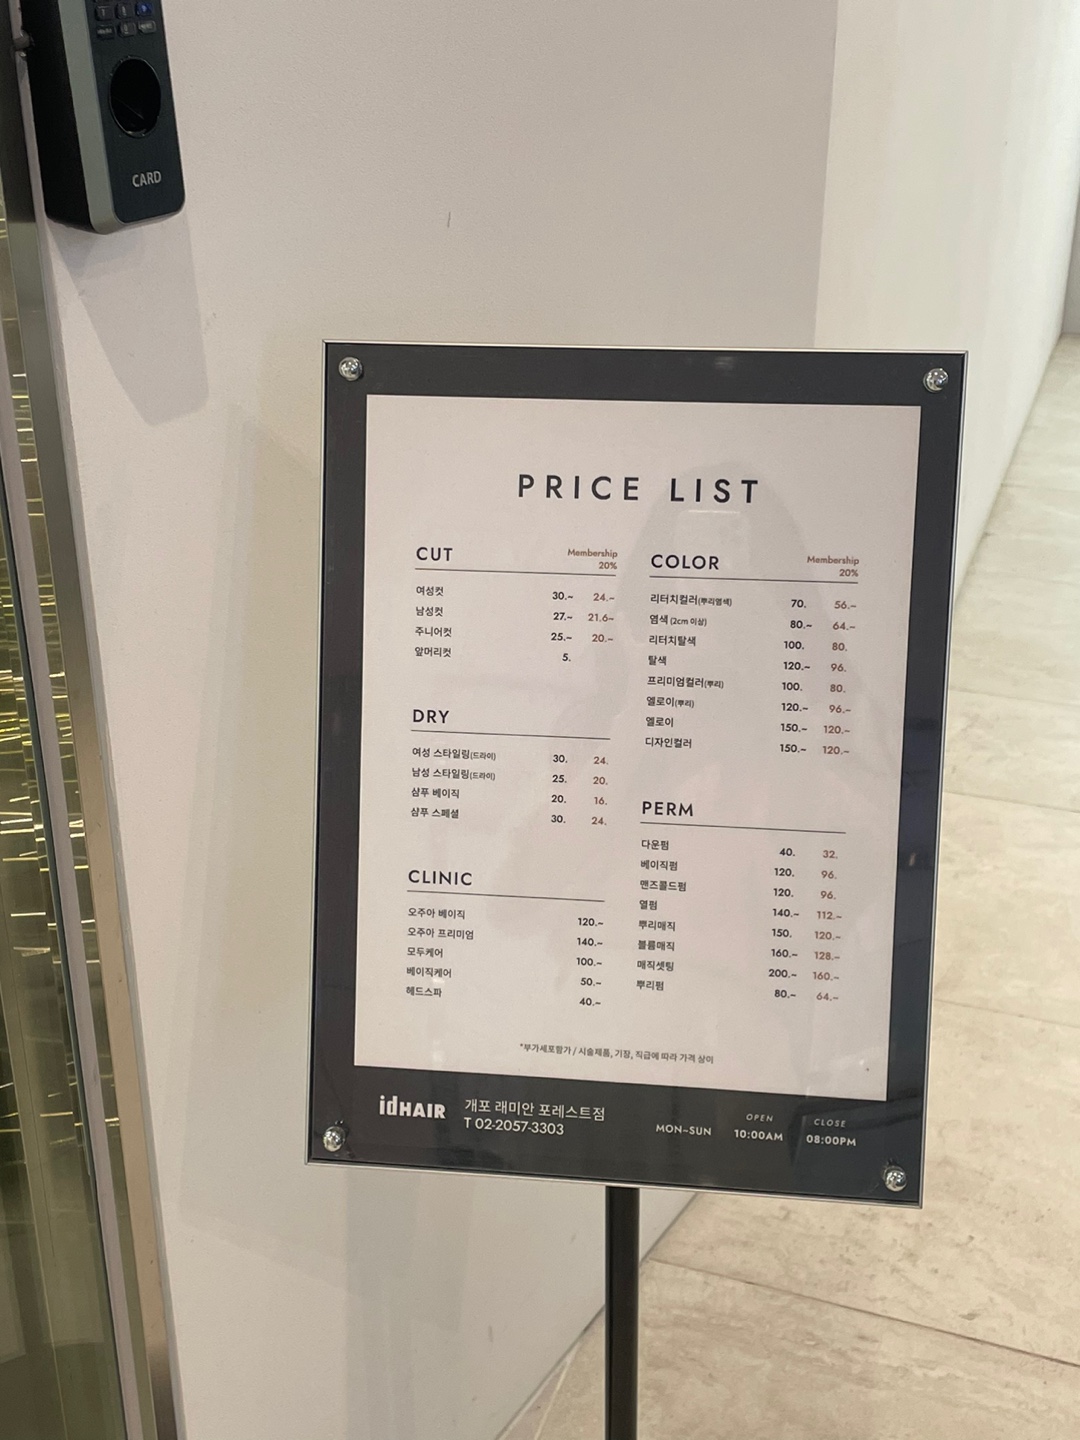 CARD
PRICE LIST
CUT
Membership
20%
여성컷 30.~ 24.~
남성컷 27.~ 21.6~
주니어컷 25.~ 20.~
앞머리컷 5.
DRY
여성 스타일링(드라이) 30. 24.
남성 스타일링(드라이) 25. 20.
샴푸 베이직 20. 16.
샴푸 스페셜 30. 24.
CLINIC
오주아 베이직 120.~
오주아 프리미엄 140.~
모두케어 100.~
베이직케어 50.~
헤드스파 40.~
COLOR
Membership
20%
리터치컬러(뿌리염색) 70. 56.~
염색 (2cm 이상) 80.~ 64.~
리터치탈색 100. 80.
탈색 120.~ 96.
프리미엄컬러(뿌리) 100. 80.
엘로이(뿌리) 120.~ 96.~
엘로이 150.~ 120.~
디자인컬러 150.~ 120.~
PERM
다운펌 40. 32.
베이직펌 120. 96.
맨즈콜드펌 120. 96.
열펌 140.~ 112.~
뿌리매직 150. 120.~
볼륨매직 160.~ 128.~
매직셋팅 200.~ 160.~
뿌리펌 80.~ 64.~
*부가세포함가 / 시술제품, 기장, 직급에 따라 가격 상이
idHAIR
개포 래미안 포레스트점
T 02-2057-3303
MON-SUN
OPEN
10:00AM
CLOSE
08:00PM